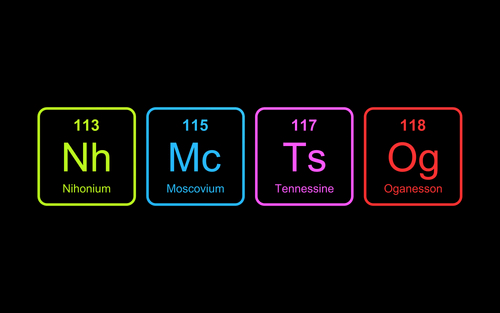 113
Nh
Nihonium
115
Mc
Moscovium
117
Ts
Tennessine
118
Og
Oganesson